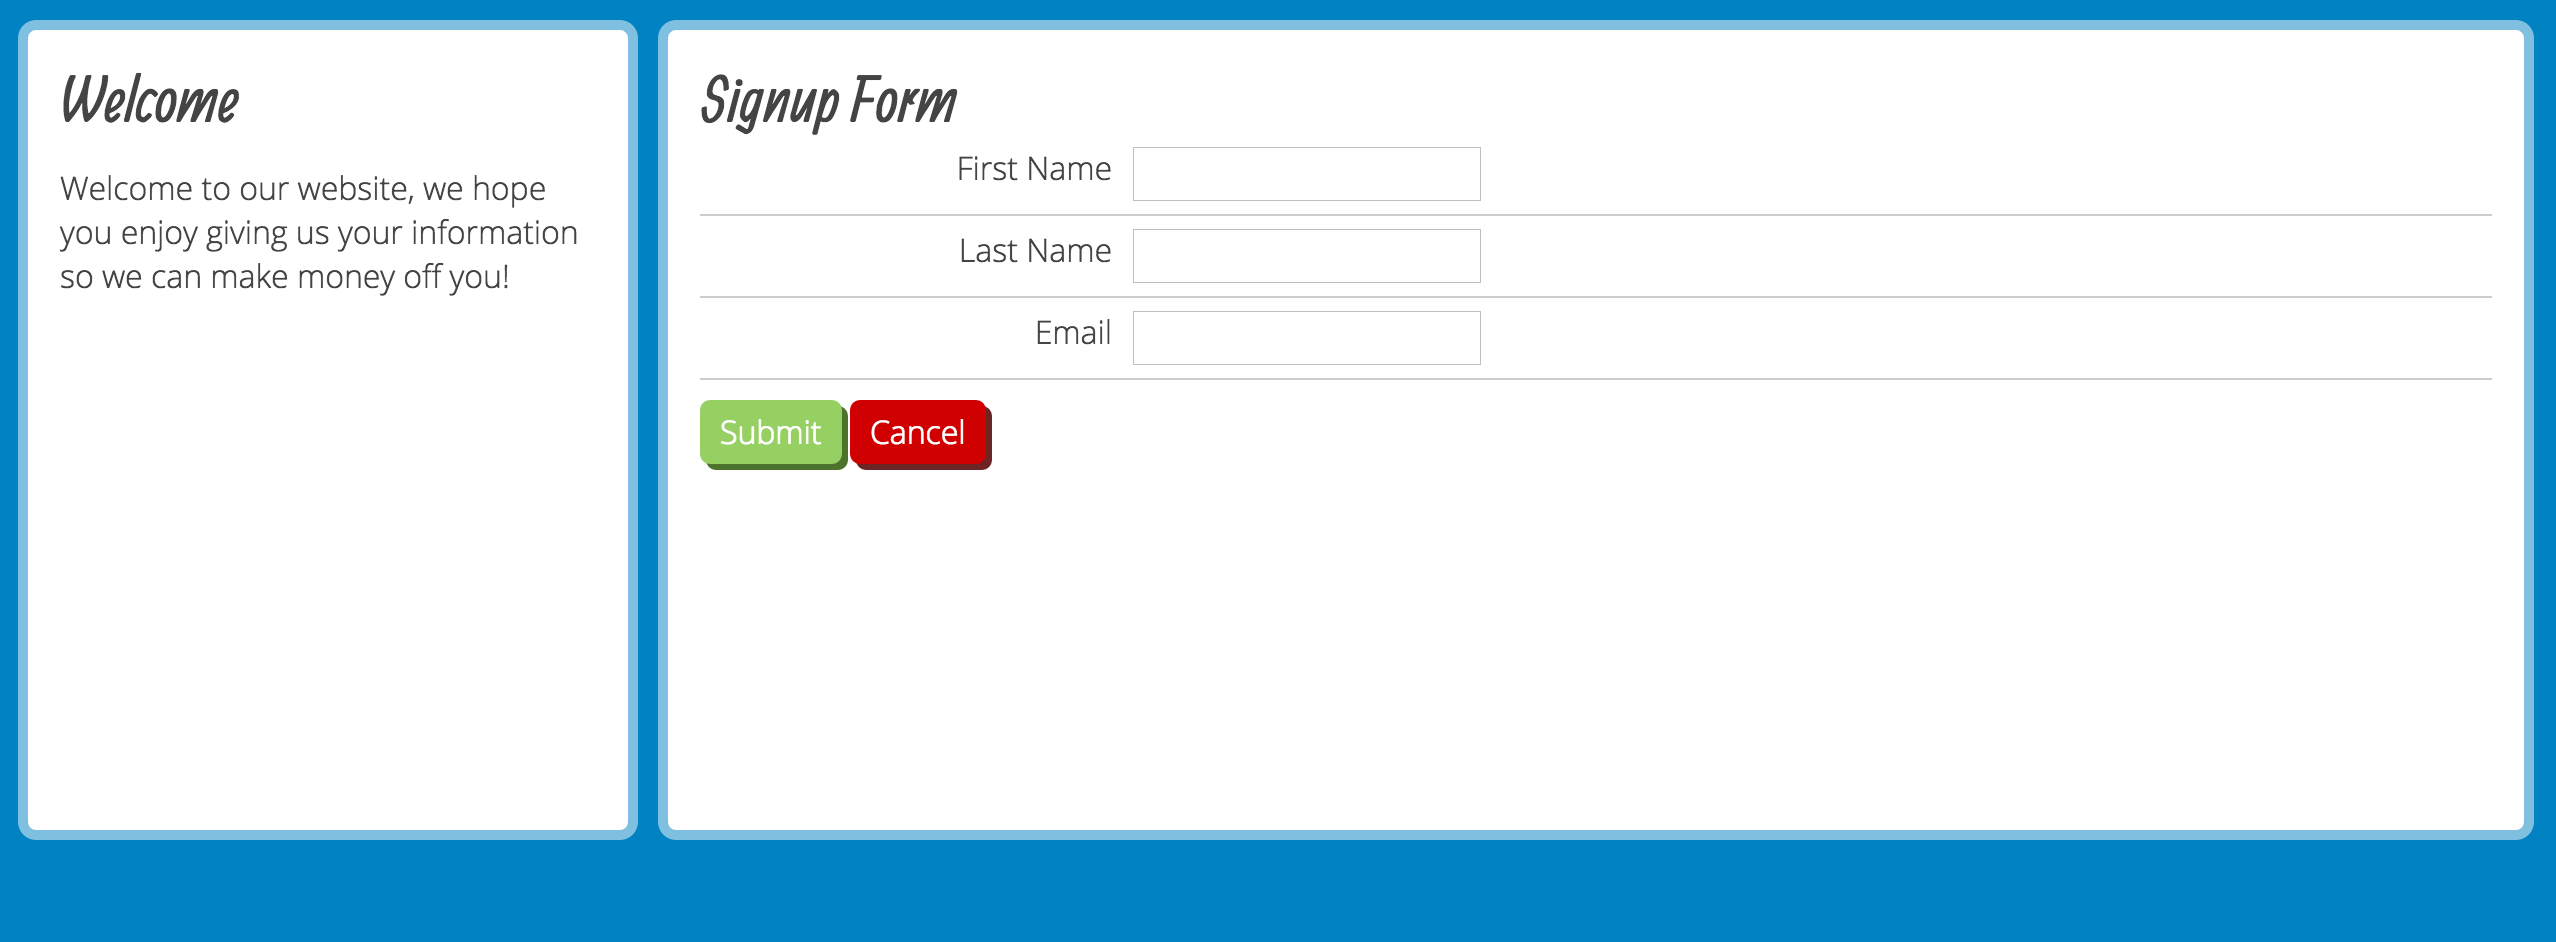 Welcome
Welcome to our website, we hope
you enjoy giving us your information
so we can make money off you!
Signup Form
First Name
Last Name
Email
Submit Cancel